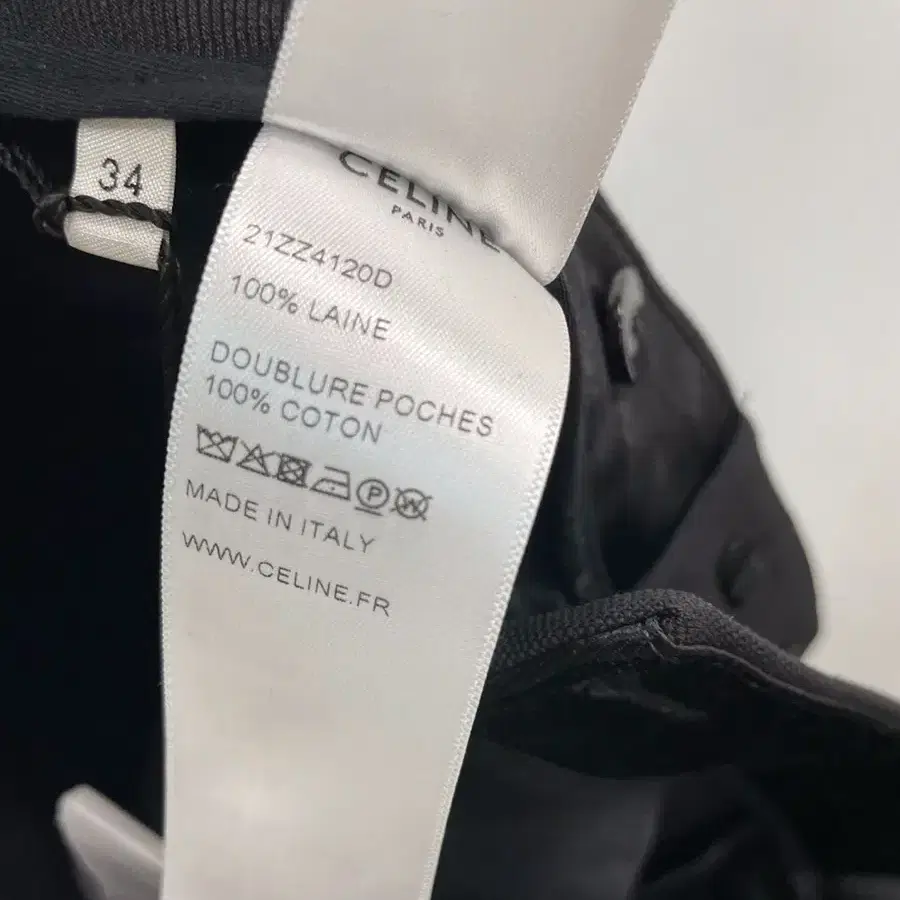 34
CELINE
PARIS
21ZZ4120D
100% LAINE
DOUBLURE POCHES
100% COTON
P W
MADE IN ITALY
WWW.CELINE.FR